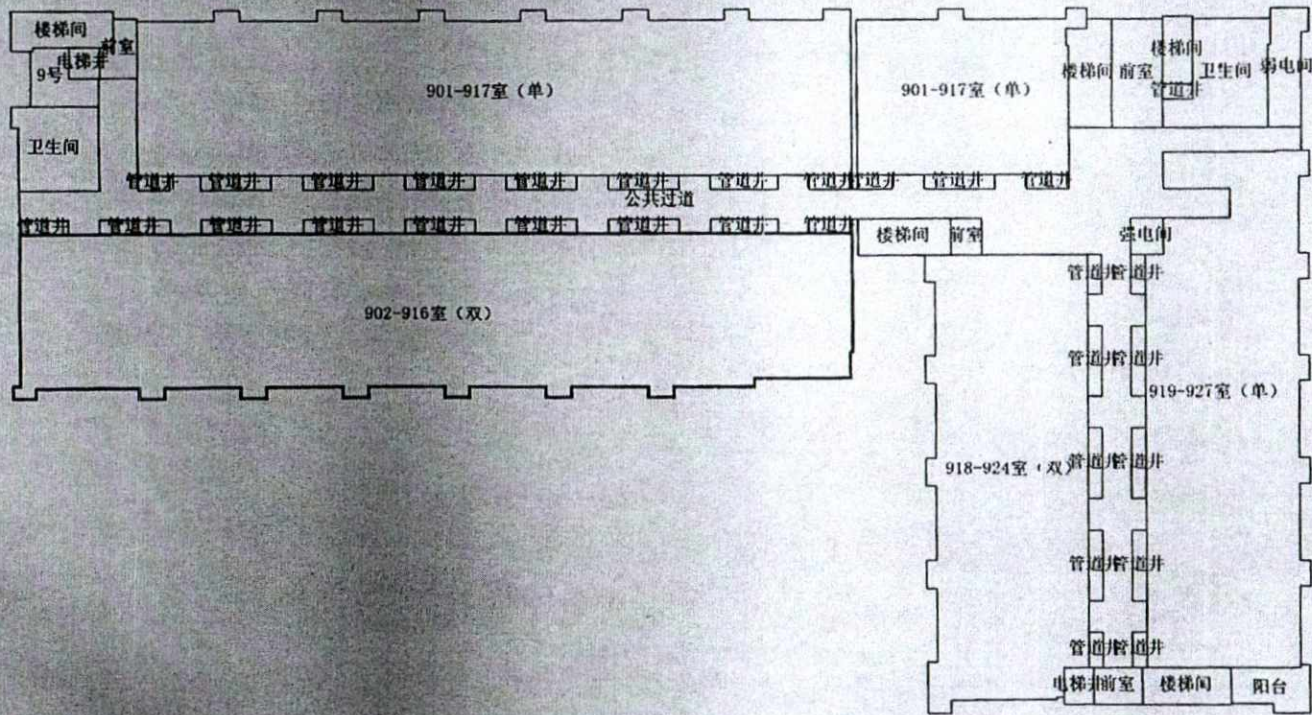 楼梯间
前室
电梯井
9号
卫生间
901-917室（单）
901-917室（单）
楼梯间
前室
楼梯间
管道井
卫生间
弱电间
管道井
管道井
管道井
管道井
管道井
管道井
管道井
管道井
管道井
管道井
管道井
公共过道
管道井
管道井
管道井
管道井
管道井
管道井
管道井
管道井
管道井
楼梯间
前室
强电间
902-916室（双）
管道井
管道井
管道井
管道井
919-927室（单）
918-924室（双）
管道井
管道井
管道井
管道井
管道井
管道井
电梯井
前室
楼梯间
阳台